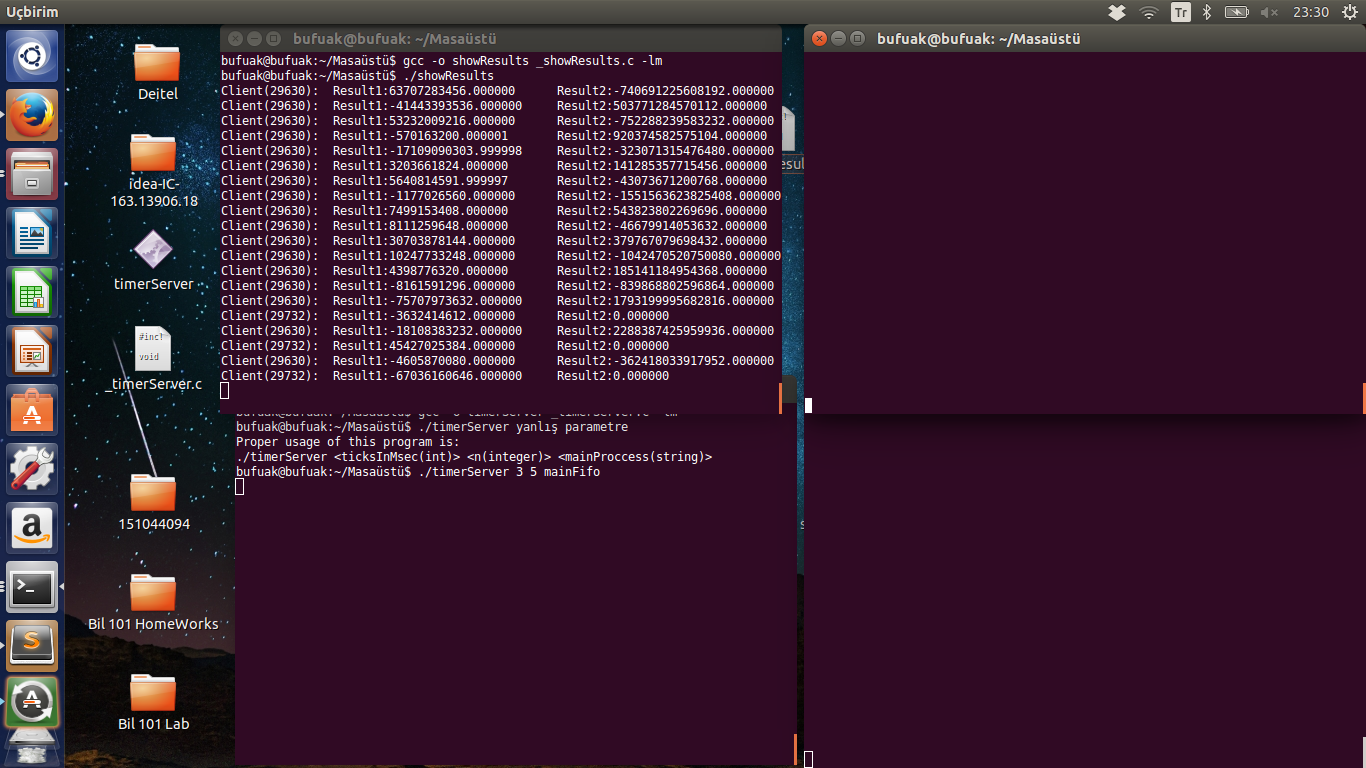 Uçbirim
Tr
23:30
Deitel
idea-IC-
163.13906.18
timerServer
#incl
void
_timerServer.c
151044094
Bil 101 HomeWorks
Bil 101 Lab
bufuak@bufuak: ~/Masaüstü
bufuak@bufuak:~/Masaüstü$ gcc -o showResults _showResults.c -lm
bufuak@bufuak:~/Masaüstü$ ./showResults
Client(29630): Result1:63707283456.000000 Result2:-740691225608192.000000
Client(29630): Result1:-41443393536.000000 Result2:503771284570112.000000
Client(29630): Result1:53232009216.000000 Result2:-752288239583232.000000
Client(29630): Result1:-570163200.000001 Result2:920374582575104.000000
Client(29630): Result1:-17109090303.999998 Result2:-323071315476480.000000
Client(29630): Result1:3203661824.000000 Result2:141285357715456.000000
Client(29630): Result1:5640814591.999997 Result2:-43073671200768.000000
Client(29630): Result1:-1177026560.000000 Result2:-1551563623825408.000000
Client(29630): Result1:7499153408.000000 Result2:543823802269696.000000
Client(29630): Result1:8111259648.000000 Result2:-46679914053632.000000
Client(29630): Result1:30703878144.000000 Result2:379767079698432.000000
Client(29630): Result1:10247733248.000000 Result2:-1042470520750080.000000
Client(29630): Result1:4398776320.000000 Result2:185141184954368.000000
Client(29630): Result1:-8161591296.000000 Result2:-839868802596864.000000
Client(29630): Result1:-75707973632.000000 Result2:1793199995682816.000000
Client(29732): Result1:-3632414612.000000 Result2:0.000000
Client(29630): Result1:-18108383232.000000 Result2:2288387425959936.000000
Client(29732): Result1:45427025384.000000 Result2:0.000000
Client(29630): Result1:-4605870080.000000 Result2:-362418033917952.000000
Client(29732): Result1:-67036160646.000000 Result2:0.000000
bufuak@bufuak:~/Masaüstü$ gcc -o timerServer _timerServer.c -lm
bufuak@bufuak:~/Masaüstü$ ./timerServer yanlış parametre
Proper usage of this program is:
./timerServer <ticksInMsec(int)> <n(integer)> <mainProccess(string)>
bufuak@bufuak:~/Masaüstü$ ./timerServer 3 5 mainFifo
bufuak@bufuak: ~/Masaüstü